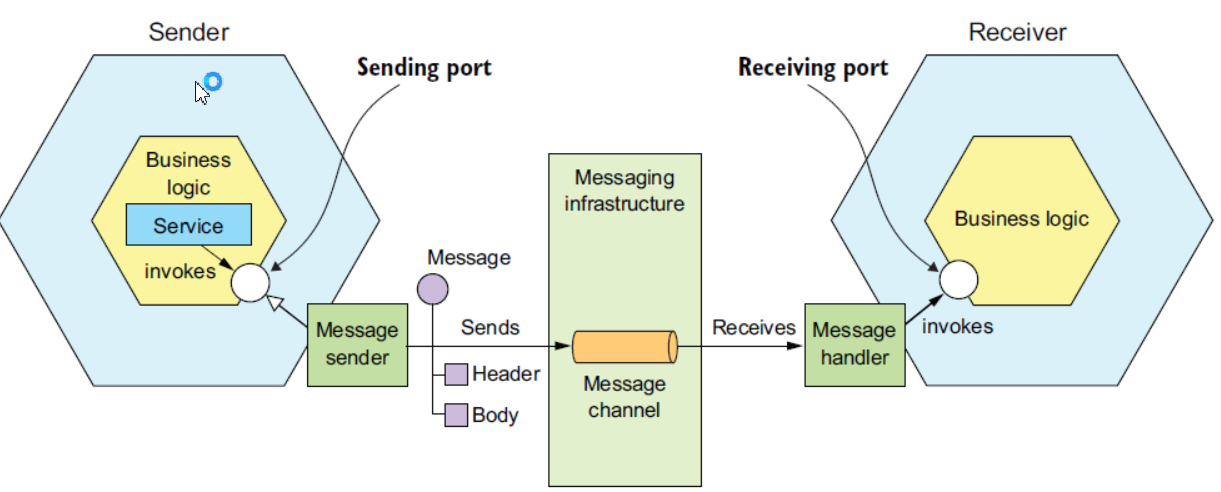 Sender
Receiver
Sending port
Receiving port
Business
logic
Service
invokes
Message
sender
Message
Sends
Header
Body
Messaging
infrastructure
Message
channel
Receives
Message
handler
invokes
Business logic